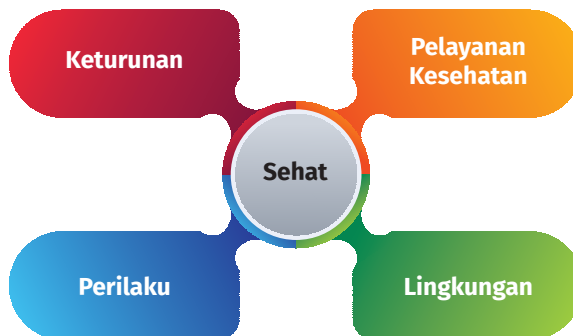 Keturunan
Pelayanan
Kesehatan
Sehat
Perilaku
Lingkungan